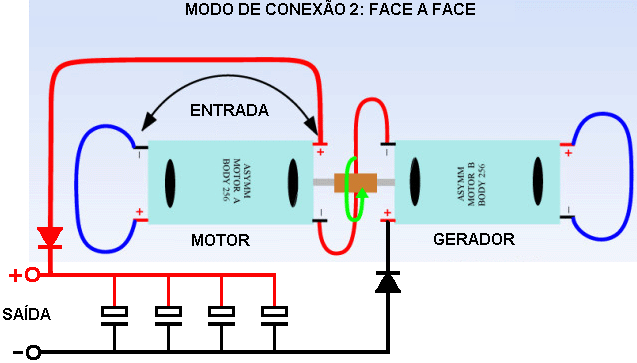 MODO DE CONEXÃO 2: FACE A FACE
ENTRADA
− + − +
ASYMM
MOTOR A
BODY 256
ASYMM
MOTOR B
BODY 256
+ − + −
MOTOR
GERADOR
+
SAÍDA
−